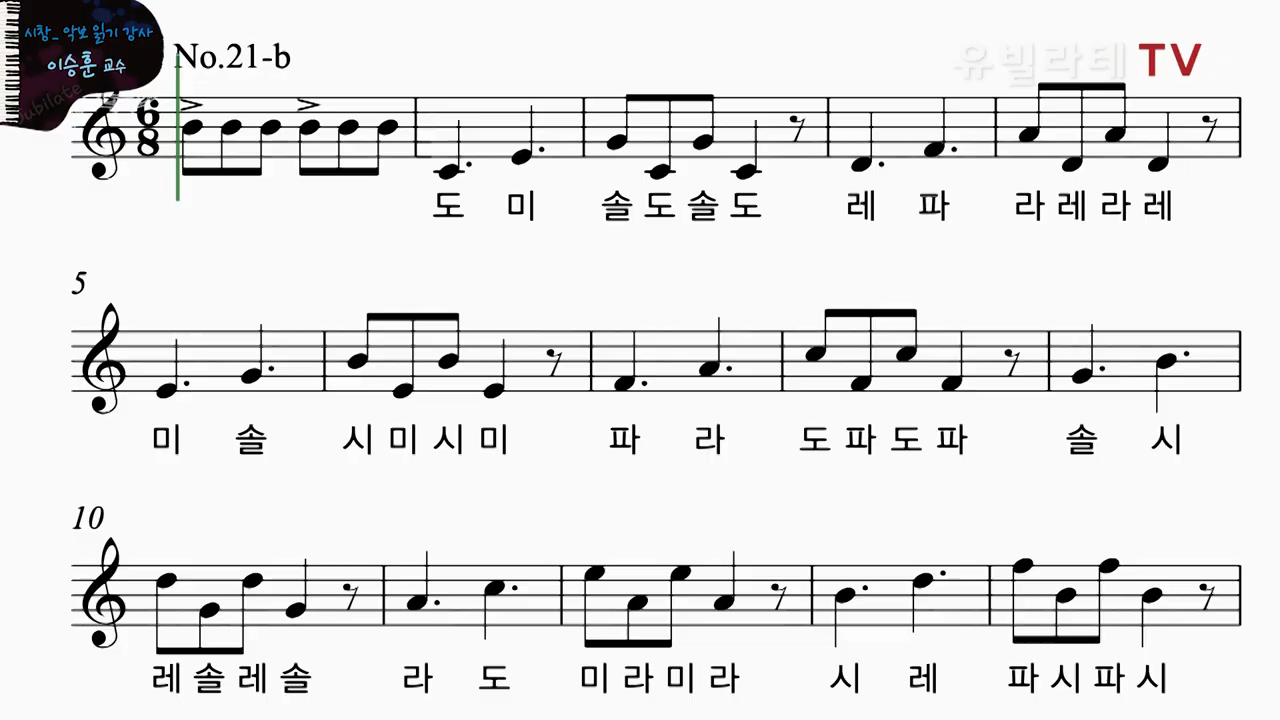 시창_ 악보 읽기 강사
이승훈 교수
Jubilate
No.21-b
유빌라테 TV
6
8
도 미 솔 도 솔 도 레 파 라 레 라 레
5
미 솔 시 미 시 미 파 라 도 파 도 파 솔 시
10
레 솔 레 솔 라 도 미 라 미 라 시 레 파 시 파 시